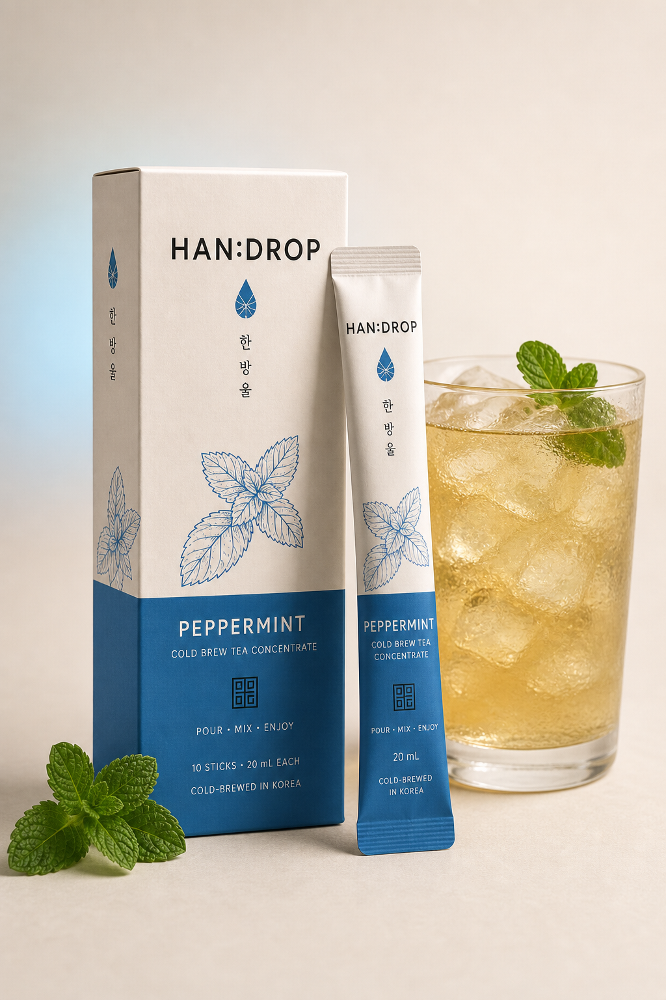 HAN:DROP
한
방
울
PEPPERMINT
COLD BREW TEA CONCENTRATE
POUR • MIX • ENJOY
10 STICKS • 20 mL EACH
COLD-BREWED IN KOREA
한
방
울
HAN:DROP
한
방
울
PEPPERMINT
COLD BREW TEA
CONCENTRATE
POUR • MIX • ENJOY
20 mL
COLD-BREWED
IN KOREA